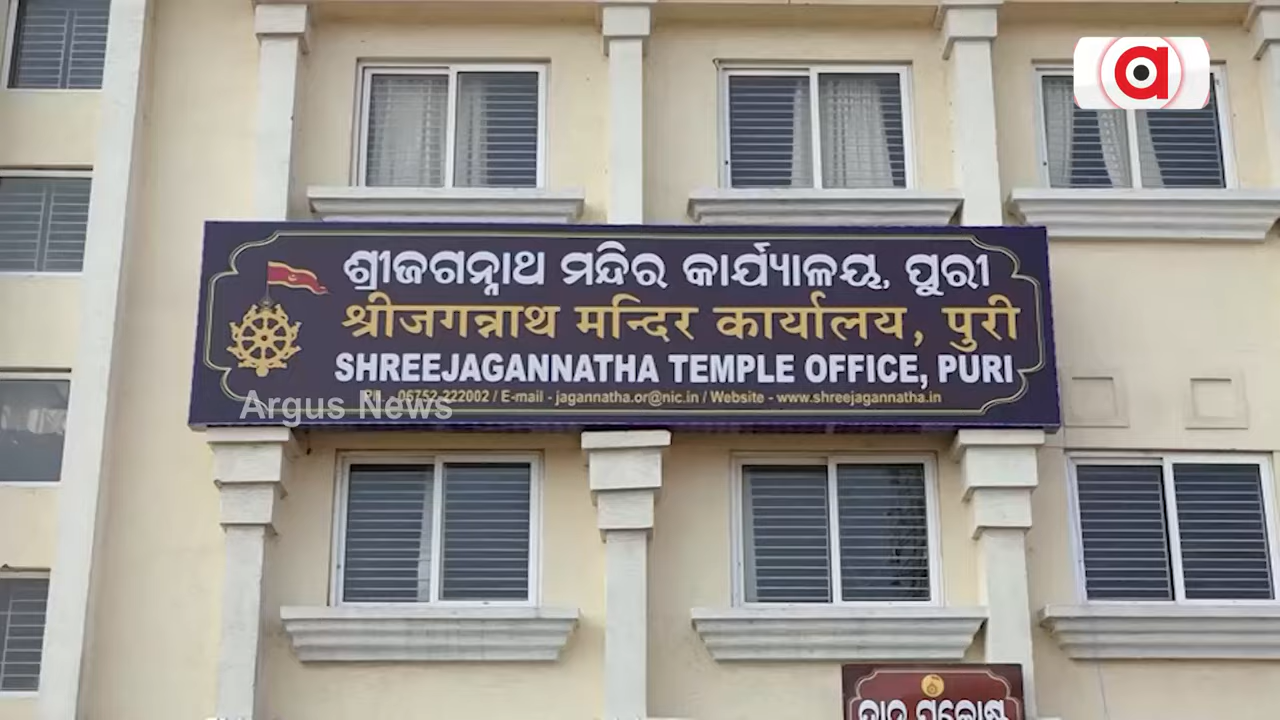 ଶ୍ରୀଜଗନ୍ନାଥ ମନ୍ଦିର କାର୍ଯ୍ୟାଳୟ, ପୁରୀ
श्रीजगन्नाथ मन्दिर कार्यालय, पुरी
SHREEJAGANNATHA TEMPLE OFFICE, PURI
Ph. - 06752-222002 / E-mail - jagannatha.or@nic.in / Website - www.shreejagannatha.in
Argus News
a